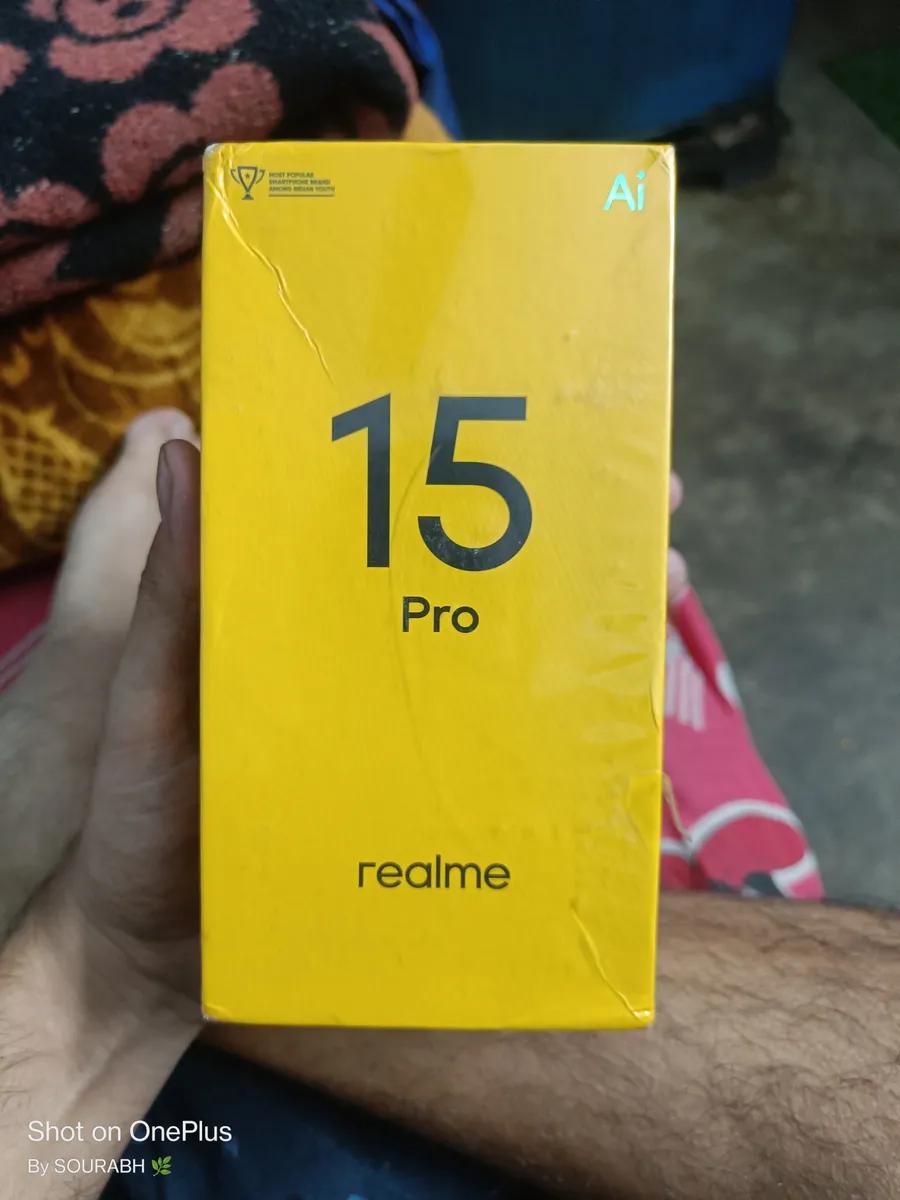 MOST POPULAR
SMARTPHONE BRAND
AMONG INDIAN YOUTH
Ai
15
Pro
realme
Shot on OnePlus
By SOURABH 🌿